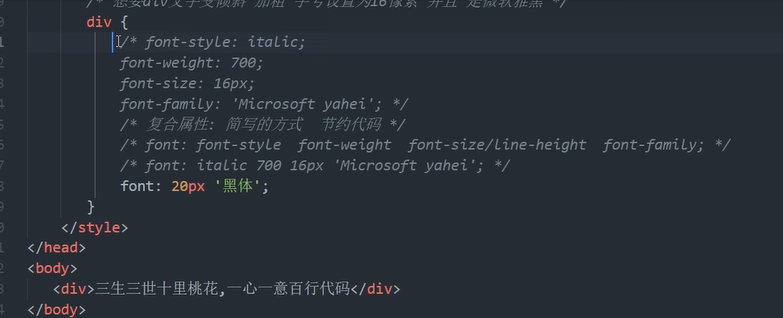 /* 想要div文字变倾斜 加粗 字号设置为16像素 并且 是微软雅黑 */
div {
/* font-style: italic;
font-weight: 700;
font-size: 16px;
font-family: 'Microsoft yahei'; */
/* 复合属性: 简写的方式 节约代码 */
/* font: font-style font-weight font-size/line-height font-family; */
/* font: italic 700 16px 'Microsoft yahei'; */
font: 20px '黑体';
}
</style>
</head>
<body>
<div>三生三世十里桃花,一心一意百行代码</div>
</body>